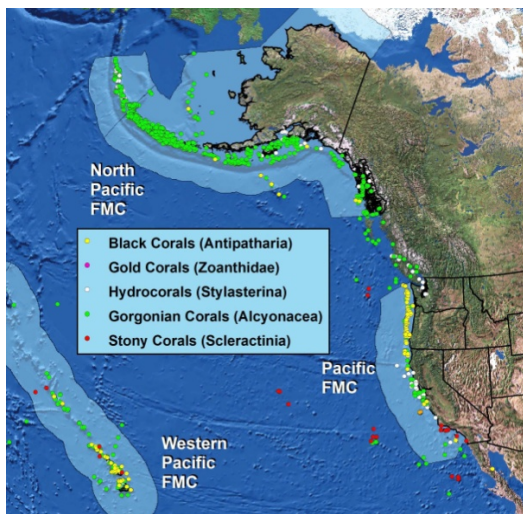 North
Pacific
FMC
Black Corals (Antipatharia)
Gold Corals (Zoanthidae)
Hydrocorals (Stylasterina)
Gorgonian Corals (Alcyonacea)
Stony Corals (Scleractinia)
Pacific
FMC
Western
Pacific
FMC